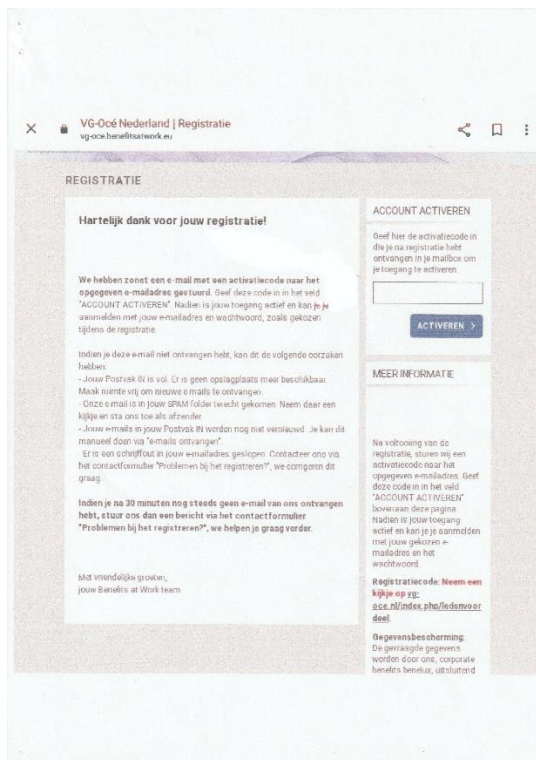 VG-Océ Nederland | Registratie
vg-oce.benefitsatwork.eu
REGISTRATIE
Hartelijk dank voor jouw registratie!
We hebben zonet een e-mail met een activatiecode naar het
opgegeven e-mailadres gestuurd. Geef deze code in in het veld
"ACCOUNT ACTIVEREN". Nadien is jouw toegang actief en kan je je
aanmelden met jouw e-mailadres en wachtwoord, zoals gekozen
tijdens de registratie.
Indien je deze e-mail niet ontvangen hebt, kan dit de volgende oorzaken
hebben:
- Jouw Postvak IN is vol. Er is geen opslagplaats meer beschikbaar.
Maak ruimte vrij om nieuwe e-mails te ontvangen.
- Onze e-mail is in jouw SPAM folder terecht gekomen. Neem daar een
kijkje en sta ons toe als afzender.
- Jouw e-mails in jouw Postvak IN werden nog niet vernieuwd. Je kan dit
manueel doen via "e-mails ontvangen".
- Er is een schrijffout in jouw e-mailadres geslopen. Contacteer ons via
het contactformulier "Problemen bij het registreren?", we corrigeren dit
graag.
Indien je na 30 minuten nog steeds geen e-mail van ons ontvangen
hebt, stuur ons dan een bericht via het contactformulier
"Problemen bij het registreren?", we helpen je graag verder.
Met vriendelijke groeten,
jouw Benefits at Work team
ACCOUNT ACTIVEREN
Geef hier de activatiecode in
die je na registratie hebt
ontvangen in je mailbox om
je toegang te activeren.
ACTIVEREN >
MEER INFORMATIE
Na voltooiing van de
registratie, sturen wij een
activatiecode naar het
opgegeven e-mailadres. Geef
deze code in in het veld
"ACCOUNT ACTIVEREN"
bovenaan deze pagina.
Nadien is jouw toegang
actief en kan je je aanmelden
met jouw gekozen e-
mailadres en het
wachtwoord.
Registratiecode: Neem een
kijkje op vg-
oce.nl/index.php/ledenvoor
deel.
Gegevensbescherming:
De gevraagde gegevens
worden door ons, corporate
benefits benelux, uitsluitend